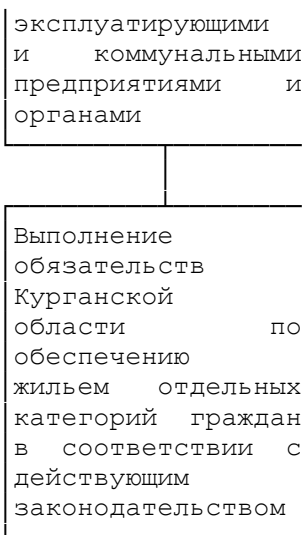 эксплуатирующими
и коммунальными
предприятиями и
органами
Выполнение
обязательств
Курганской
области по
обеспечению
жильем отдельных
категорий граждан
в соответствии с
действующим
законодательством